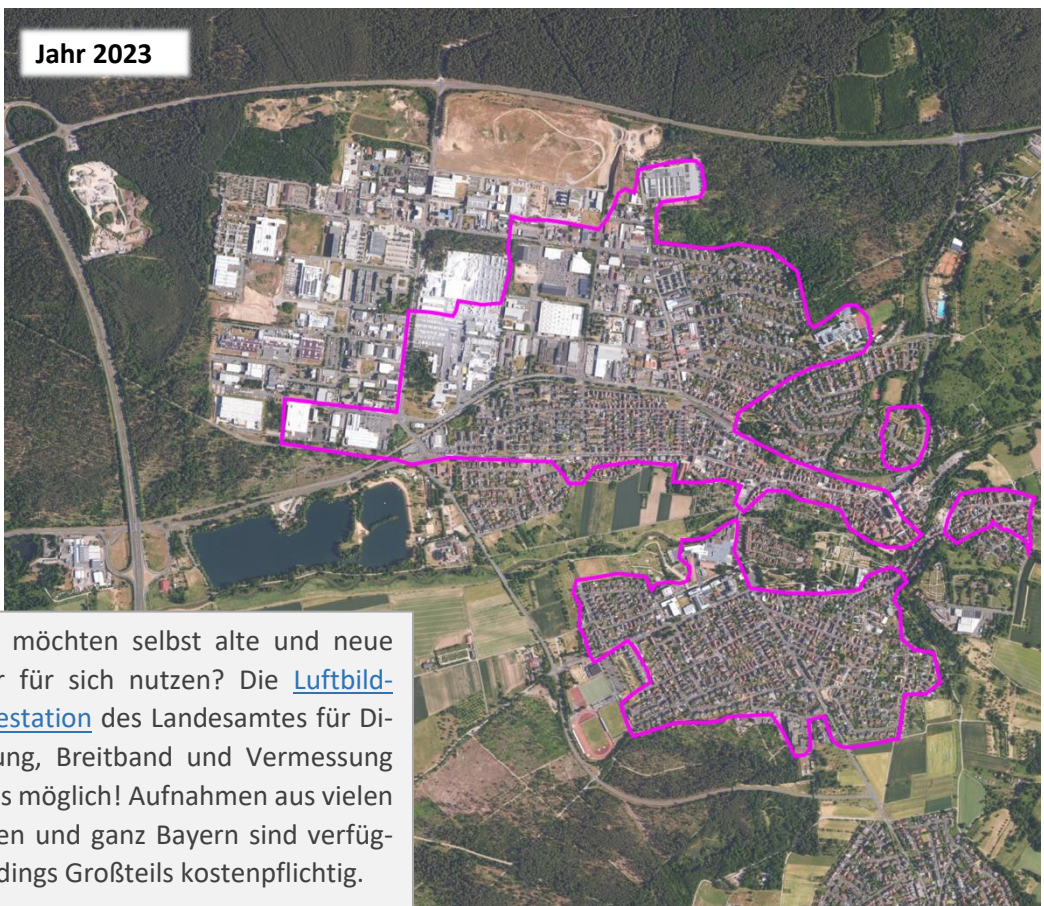 Jahr 2023
möchten selbst alte und neue
für sich nutzen? Die Luftbild-
estation des Landesamtes für Di-
ung, Breitband und Vermessung
s möglich! Aufnahmen aus vielen
en und ganz Bayern sind verfüg-
dings Großteils kostenpflichtig.